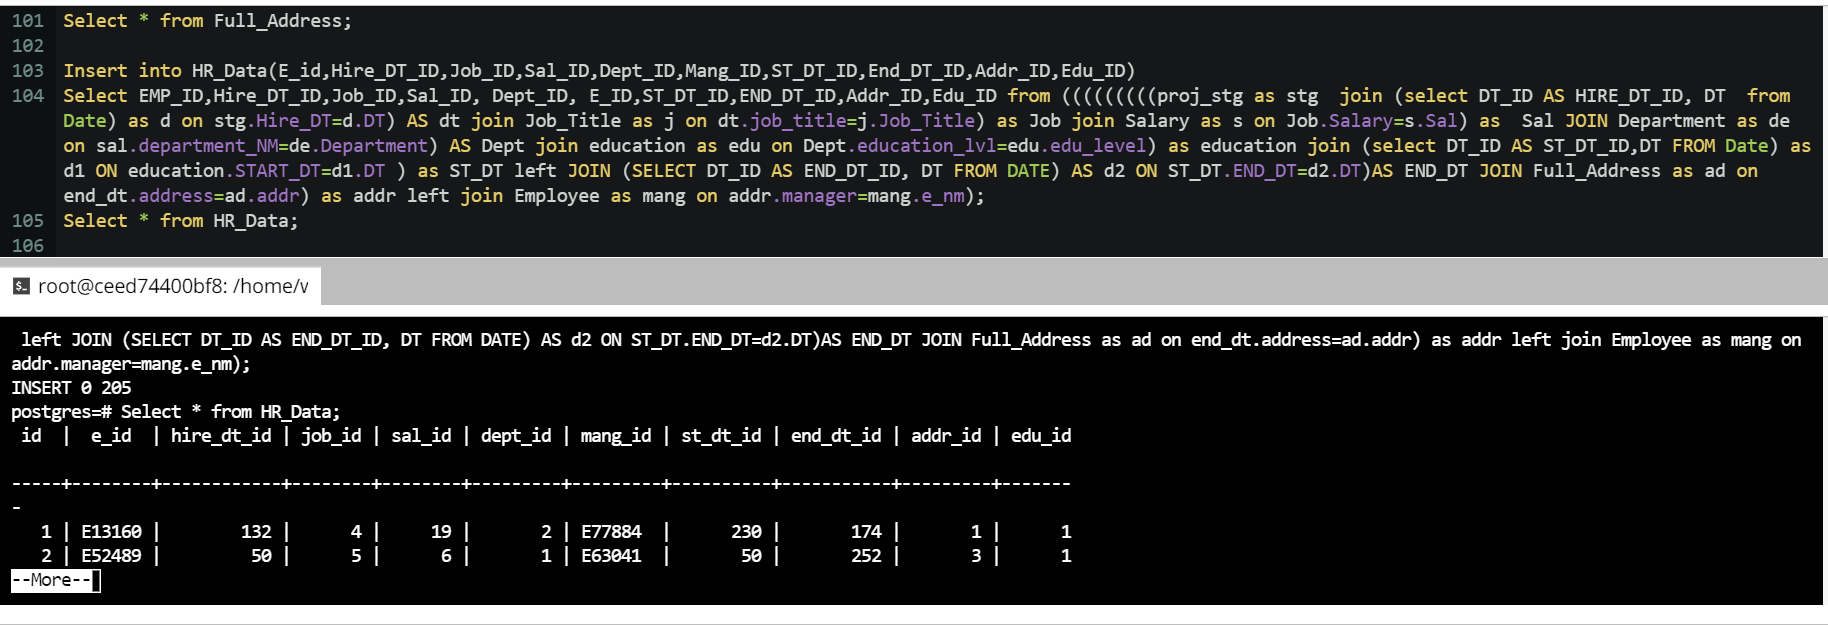 101 Select * from Full_Address;
102
103 Insert into HR_Data(E_id,Hire_DT_ID,Job_ID,Sal_ID,Dept_ID,Mang_ID,ST_DT_ID,End_DT_ID,Addr_ID,Edu_ID)
104 Select EMP_ID,Hire_DT_ID,Job_ID,Sal_ID, Dept_ID, E_ID,ST_DT_ID,END_DT_ID,Addr_ID,Edu_ID from (((((((((proj_stg as stg  join (select DT_ID AS HIRE_DT_ID, DT  from
Date) as d on stg.Hire_DT=d.DT) AS dt join Job_Title as j on dt.job_title=j.Job_Title) as Job join Salary as s on Job.Salary=s.Sal) as  Sal JOIN Department as de
on sal.department_NM=de.Department) AS Dept join education as edu on Dept.education_lvl=edu.edu_level) as education join (select DT_ID AS ST_DT_ID,DT FROM Date) as
d1 ON education.START_DT=d1.DT ) as ST_DT left JOIN (SELECT DT_ID AS END_DT_ID, DT FROM DATE) AS d2 ON ST_DT.END_DT=d2.DT)AS END_DT JOIN Full_Address as ad on
end_dt.address=ad.addr) as addr left join Employee as mang on addr.manager=mang.e_nm);
105 Select * from HR_Data;
106
$_ root@ceed74400bf8: /home/w
left JOIN (SELECT DT_ID AS END_DT_ID, DT FROM DATE) AS d2 ON ST_DT.END_DT=d2.DT)AS END_DT JOIN Full_Address as ad on end_dt.address=ad.addr) as addr left join Employee as mang on
addr.manager=mang.e_nm);
INSERT 0 205
postgres=# Select * from HR_Data;
 id  |  e_id  | hire_dt_id | job_id | sal_id | dept_id | mang_id | st_dt_id | end_dt_id | addr_id | edu_id
-----+--------+------------+--------+--------+---------+---------+----------+-----------+---------+-------
-
   1 | E13160 |        132 |      4 |     19 |       2 | E77884  |      230 |       174 |       1 |      1
   2 | E52489 |         50 |      5 |      6 |       1 | E63041  |       50 |       252 |       3 |      1
--More--